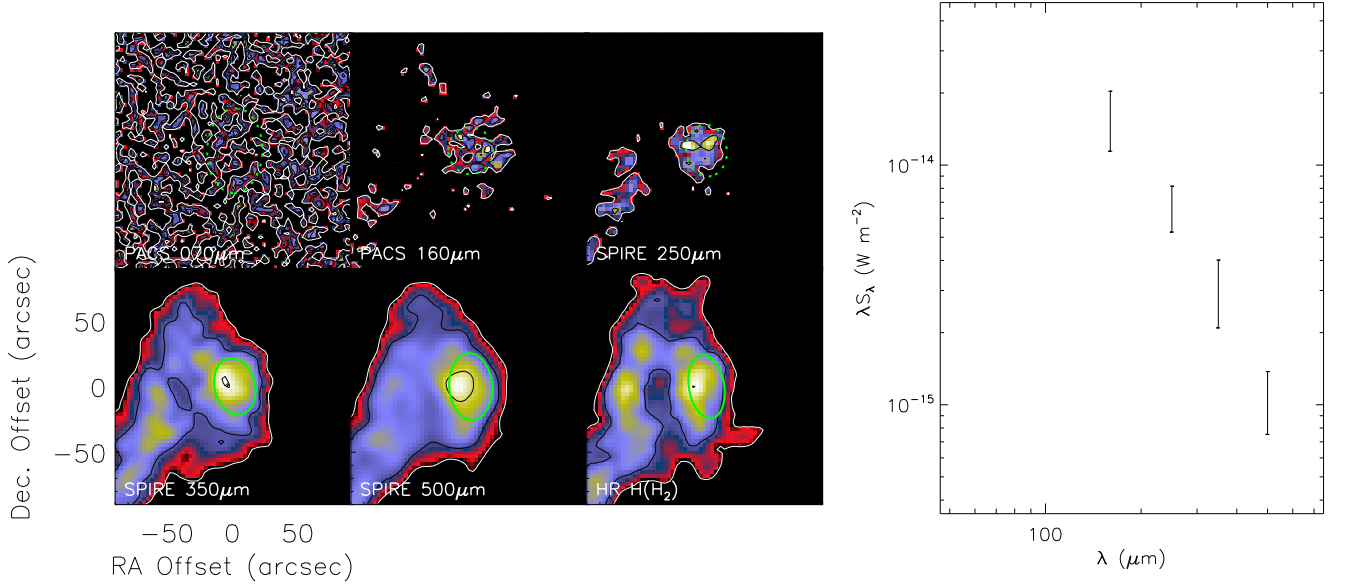 PACS 070μm
PACS 160μm
SPIRE 250μm
SPIRE 350μm
SPIRE 500μm
HR H(H₂)
50
0
−50
Dec. Offset (arcsec)
−50 0 50
RA Offset (arcsec)
10⁻¹⁴
10⁻¹⁵
λS_λ (W m⁻²)
100
λ (μm)